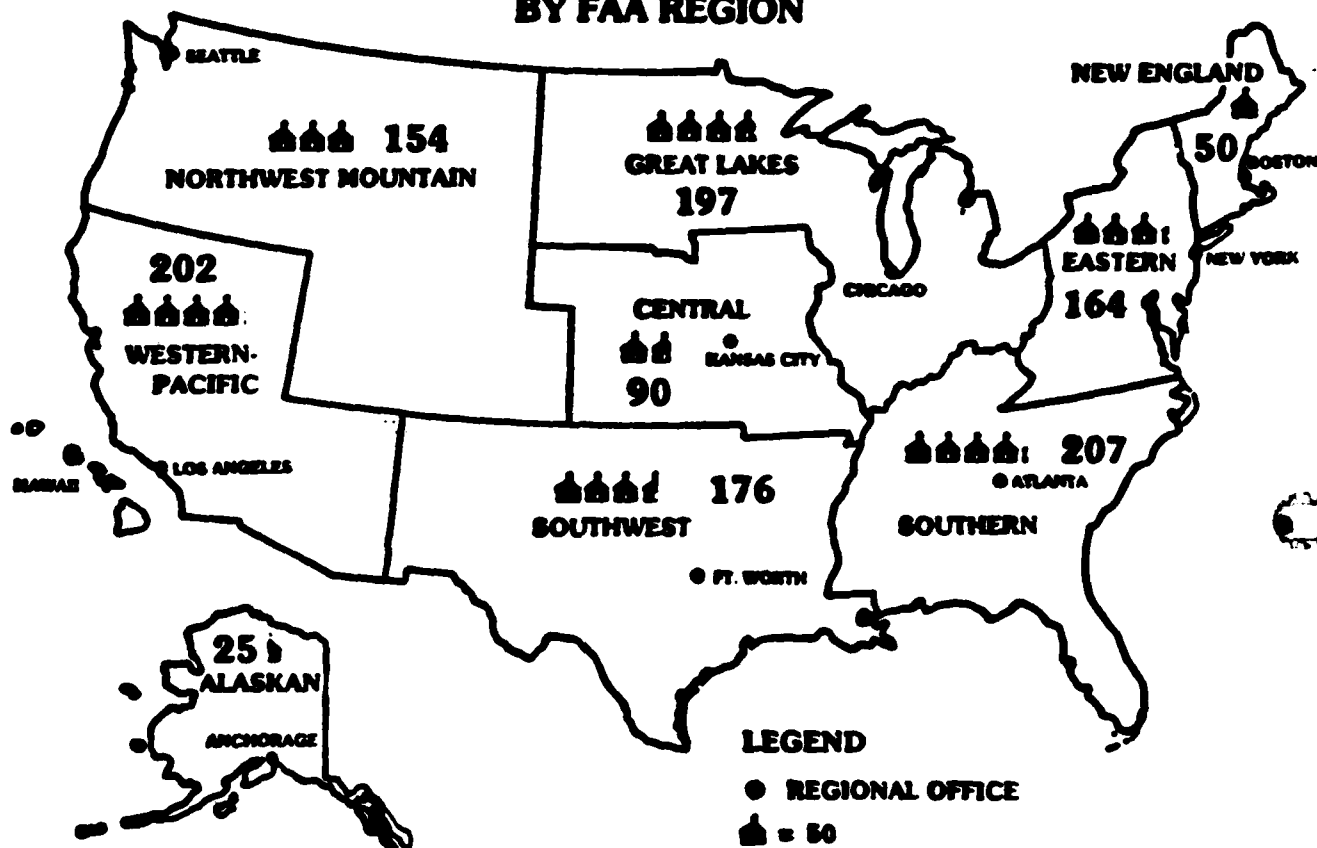 BY FAA REGION
SEATTLE
NEW ENGLAND
154
NORTHWEST MOUNTAIN
GREAT LAKES
197
50
BOSTON
202
WESTERN-
PACIFIC
EASTERN
164
NEW YORK
CHICAGO
CENTRAL
KANSAS CITY
90
HAWAII
LOS ANGELES
176
SOUTHWEST
FT. WORTH
207
ATLANTA
SOUTHERN
25
ALASKAN
ANCHORAGE
LEGEND
REGIONAL OFFICE
= 50